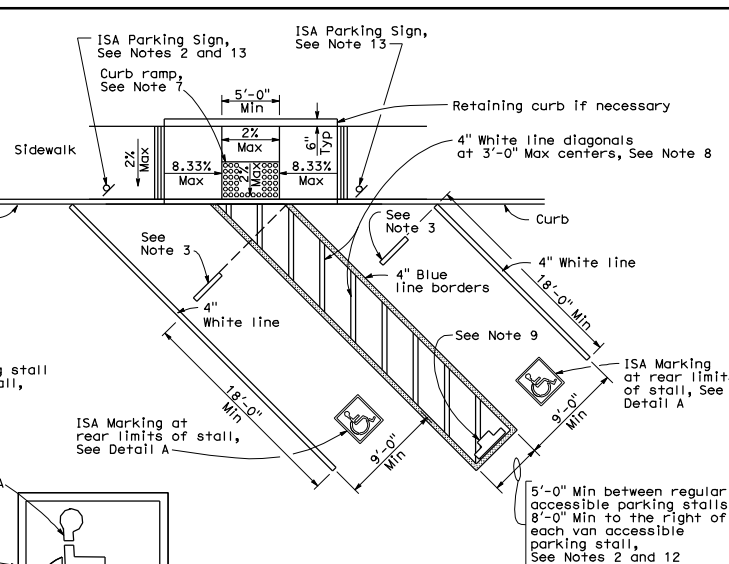 ISA Parking Sign,
See Notes 2 and 13
ISA Parking Sign,
See Note 13
Curb ramp,
See Note 7
5'-0"
Min
Retaining curb if necessary
Sidewalk
2%
Max
2%
Max
6"
Typ
4" White line diagonals
at 3'-0" Max centers, See Note 8
8.33%
Max
2%
Max
8.33%
Max
See
Note 3
See
Note 3
Curb
4" White line
18'-0"
Min
4" Blue
line borders
4"
White line
See Note 9
g stall
all,
18'-0"
Min
ISA Marking
at rear limits
of stall, See
Detail A
9'-0"
Min
ISA Marking at
rear limits of stall,
See Detail A
9'-0"
Min
A
5'-0" Min between regular
accessible parking stalls
8'-0" Min to the right of
each van accessible
parking stall,
See Notes 2 and 12